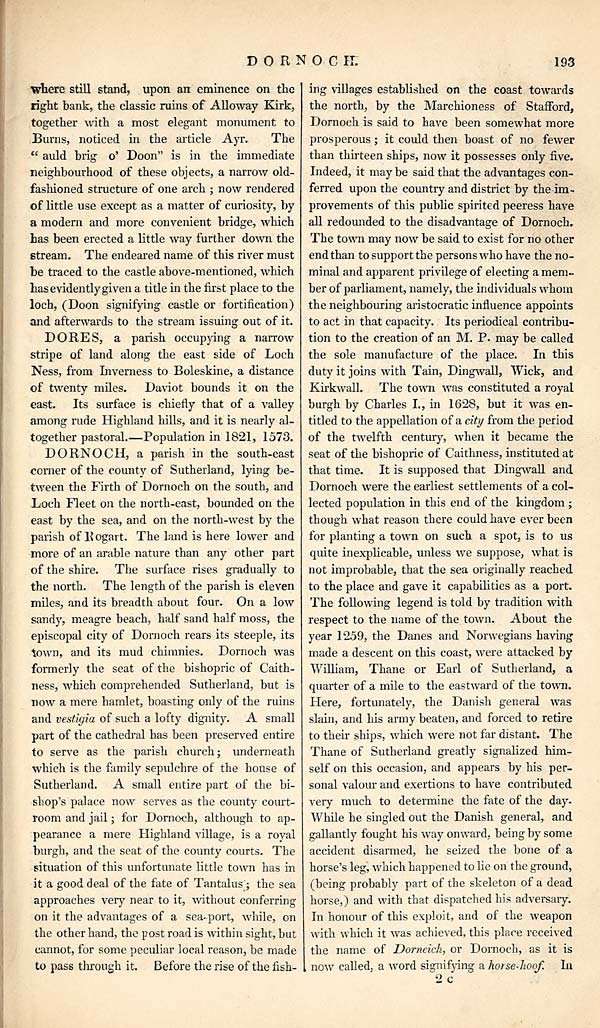 DORNOCH.
193
where still stand, upon an eminence on the
right bank, the classic ruins of Alloway Kirk,
together with a most elegant monument to
Burns, noticed in the article Ayr. The
“ auld brig o’ Doon” is in the immediate
neighbourhood of these objects, a narrow old-
fashioned structure of one arch ; now rendered
of little use except as a matter of curiosity, by
a modern and more convenient bridge, which
has been erected a little way further down the
stream. The endeared name of this river must
be traced to the castle above-mentioned, which
has evidently given a title in the first place to the
loch, (Doon signifying castle or fortification)
and afterwards to the stream issuing out of it.
DORES, a parish occupying a narrow
stripe of land along the east side of Loch
Ness, from Inverness to Boleskine, a distance
of twenty miles. Daviot bounds it on the
east. Its surface is chiefly that of a valley
among rude Highland hills, and it is nearly al-
together pastoral.—Population in 1821, 1573.
DORNOCH, a parish in the south-east
corner of the county of Sutherland, lying be-
tween the Firth of Dornoch on the south, and
Loch Fleet on the north-east, bounded on the
east by the sea, and on the north-west by the
parish of Rogart. The land is here lower and
more of an arable nature than any other part
of the shire. The surface rises gradually to
the north. The length of the parish is eleven
miles, and its breadth about four. On a low
sandy, meagre beach, half sand half moss, the
episcopal city of Dornoch rears its steeple, its
town, and its mud chimnies. Dornoch was
formerly the seat of the bishopric of Caith-
ness, which comprehended Sutherland, but is
now a mere hamlet, boasting only of the ruins
and vestigia of such a lofty dignity. A small
part of the cathedral has been preserved entire
to serve as the parish church; underneath
which is the family sepulchre of the house of
Sutherland. A small entire part of the bi-
shop’s palace now serves as the county court-
room and jail; for Dornoch, although to ap-
pearance a mere Highland village, is a royal
burgh, and the seat of the county courts. The
situation of this unfortunate little town has in
it a good deal of the fate of Tantalus ; the sea
approaches very near to it, without conferring
on it the advantages of a sea-port, while, on
the other hand, the post road is within sight, but
cannot, for some peculiar local reason, be made
to pass through it. Before the rise of the fish-
ing villages established on the coast towards
the north, by the Marchioness of Stafford,
Dornoch is said to have been somewhat more
prosperous ; it could then boast of no fewer
than thirteen ships, now it possesses only five.
Indeed, it may be said that the advantages con-
ferred upon the country and district by the im-
provements of this public spirited peeress have
all redounded to the disadvantage of Dornoch.
The town may now be said to exist for no other
end than to support the persons who have the no-
minal and apparent privilege of electing a mem-
ber of parliament, namely, the individuals whom
the neighbouring aristocratic influence appoints
to act in that capacity. Its periodical contribu-
tion to the creation of an M. P. may be called
the sole manufacture of the place. In this
duty it joins with Tain, Dingwall, Wick, and
Kirkwall. The town was constituted a royal
burgh by Charles I., in 1628, but it was en-
titled to the appellation of a city from the period
of the twelfth century, when it became the
seat of the bishopric of Caithness, instituted at
that time. It is supposed that Dingwall and
Dornoch were the earliest settlements of a col-
lected population in this end of the kingdom ;
though what reason there could have ever been
for planting a town on such a spot, is to us
quite inexplicable, unless we suppose, what is
not improbable, that the sea originally reached
to the place and gave it capabilities as a port.
The following legend is told by tradition with
respect to the name of the town. About the
year 1259, the Danes and Norwegians having
made a descent on this coast, were attacked by
William, Thane or Earl of Sutherland, a
quarter of a mile to the eastward of the town.
Here, fortunately, the Danish general was
slain, and his army beaten, and forced to retire
to their ships, which were not far distant. The
Thane of Sutherland greatly signalized him-
self on this occasion, and appears by his per-
sonal valour and exertions to have contributed
very much to determine the fate of the day.
While he singled out the Danish general, and
gallantly fought his way onward, being by some
accident disarmed, he seized the bone of a
horse’s leg, which happened to lie on the ground,
(being probably part of the skeleton of a dead
horse,) and with that dispatched his adversary.
In honour of this exploit, and of the weapon
with which it was achieved, this place received
the name of Dorneich, or Dornoch, as it is
now called, a word signifying a horse-hoof. In
2 c